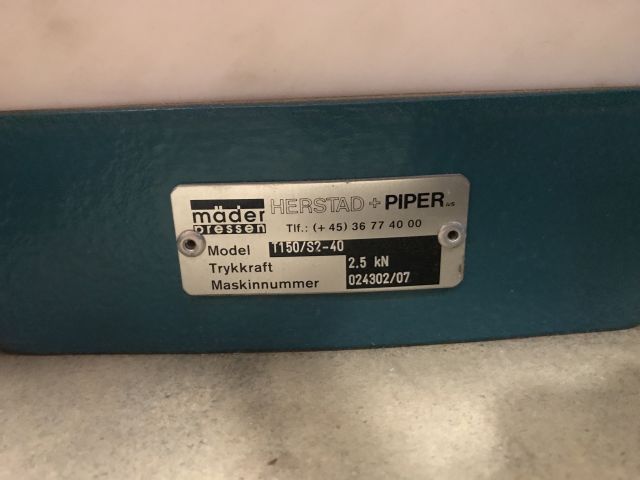 mäder
pressen
HERSTAD + PIPER A/S
Tlf.: (+ 45) 36 77 40 00
Model T150/S2-40
Trykkraft 2.5 kN
Maskinnummer 024302/07